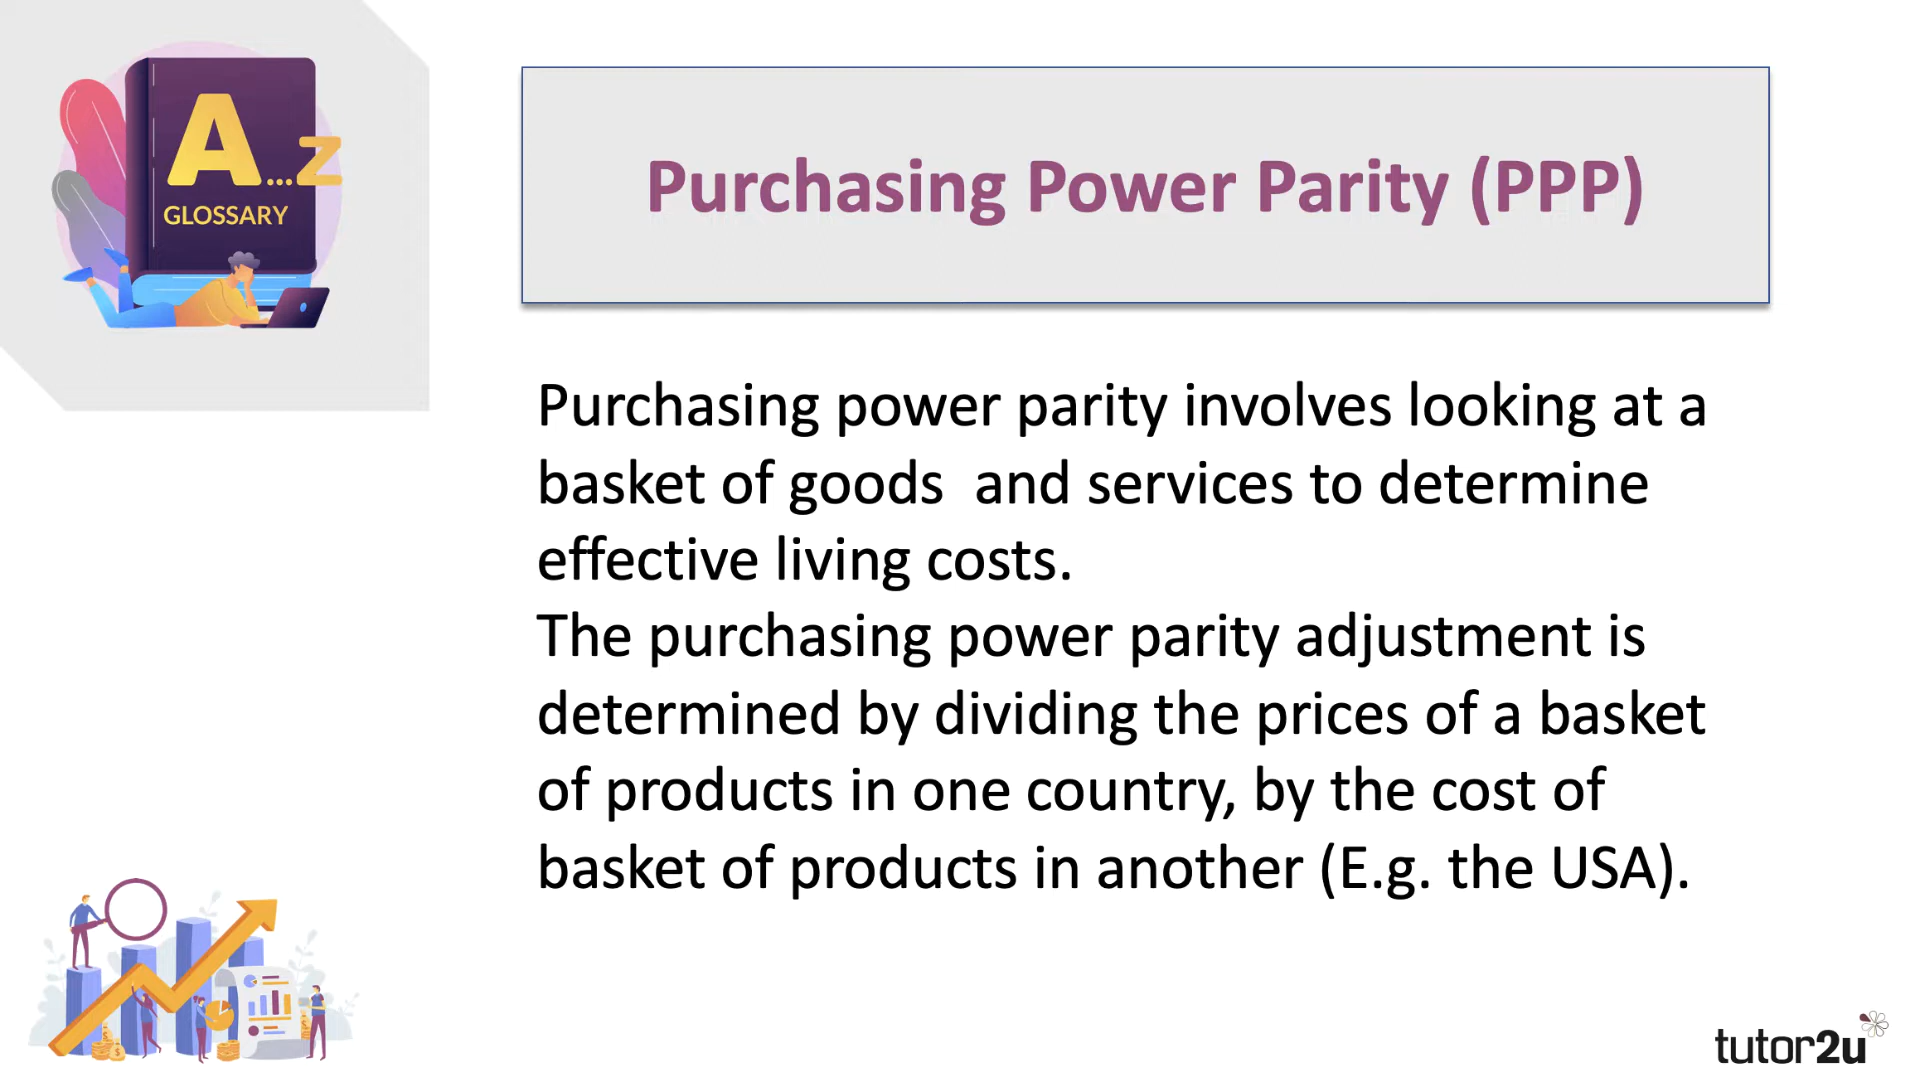 A...Z
GLOSSARY
Purchasing Power Parity (PPP)
Purchasing power parity involves looking at a
basket of goods  and services to determine
effective living costs.
The purchasing power parity adjustment is
determined by dividing the prices of a basket
of products in one country, by the cost of
basket of products in another (E.g. the USA).
tutor2u